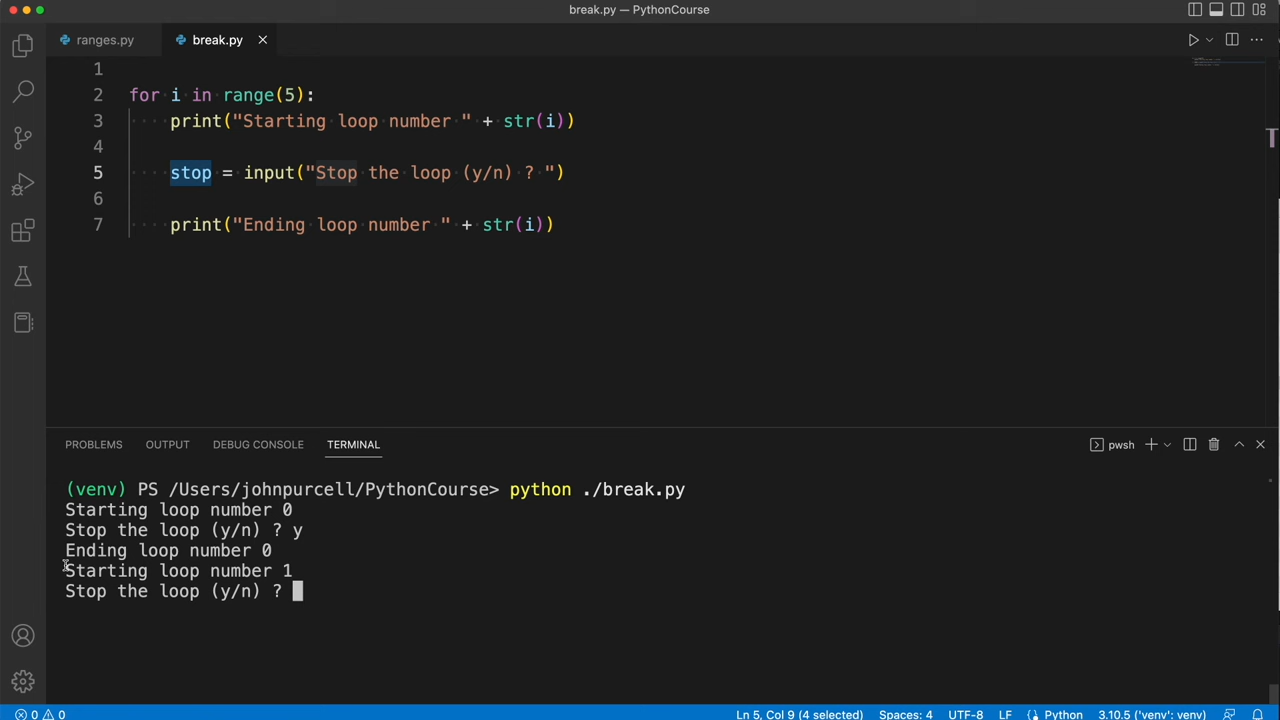 break.py — PythonCourse
ranges.py
break.py
1
2 for i in range(5):
3 print("Starting loop number " + str(i))
4
5 stop = input("Stop the loop (y/n) ? ")
6
7 print("Ending loop number " + str(i))
PROBLEMS OUTPUT DEBUG CONSOLE TERMINAL
pwsh
(venv) PS /Users/johnpurcell/PythonCourse> python ./break.py
Starting loop number 0
Stop the loop (y/n) ? y
Ending loop number 0
Starting loop number 1
Stop the loop (y/n) ?
0 0 Ln 5, Col 9 (4 selected) Spaces: 4 UTF-8 LF Python 3.10.5 ('venv': venv)